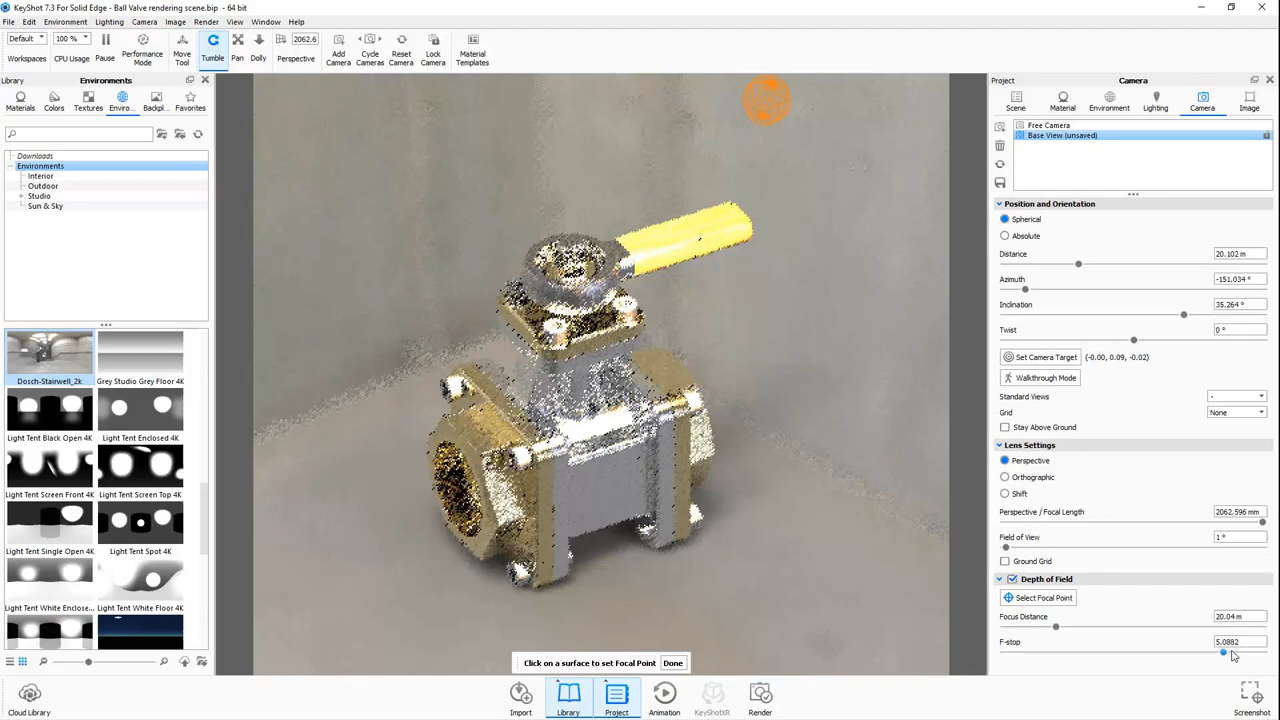 KeyShot 7.3 For Solid Edge - Ball Valve rendering scene.bip - 64 bit
File Edit Environment Lighting Camera Image Render View Window Help
Default 100 % 2062.6
Workspaces CPU Usage Pause Performance Mode Move Tool Tumble Pan Dolly Perspective Add Camera Cycle Cameras Reset Camera Lock Camera Material Templates
Library Environments
Materials Colors Textures Enviro... Backpl... Favorites
Downloads
Environments
Interior
Outdoor
Studio
Sun & Sky
Dosch-Stairwell_2k Grey Studio Grey Floor 4K
Light Tent Black Open 4K Light Tent Enclosed 4K
Light Tent Screen Front 4K Light Tent Screen Top 4K
Light Tent Single Open 4K Light Tent Spot 4K
Light Tent White Enclose... Light Tent White Floor 4K
Click on a surface to set Focal Point Done
Project Camera
Scene Material Environment Lighting Camera Image
Free Camera
Base View (unsaved)
Position and Orientation
Spherical
Absolute
Distance 20.102 m
Azimuth -151.034 °
Inclination 35.264 °
Twist 0 °
Set Camera Target (-0.00, 0.09, -0.02)
Walkthrough Mode
Standard Views -
Grid None
Stay Above Ground
Lens Settings
Perspective
Orthographic
Shift
Perspective / Focal Length 2062.596 mm
Field of View 1 °
Ground Grid
Depth of Field
Select Focal Point
Focus Distance 20.04 m
F-stop 5.0882
Cloud Library Import Library Project Animation KeyShotXR Render Screenshot